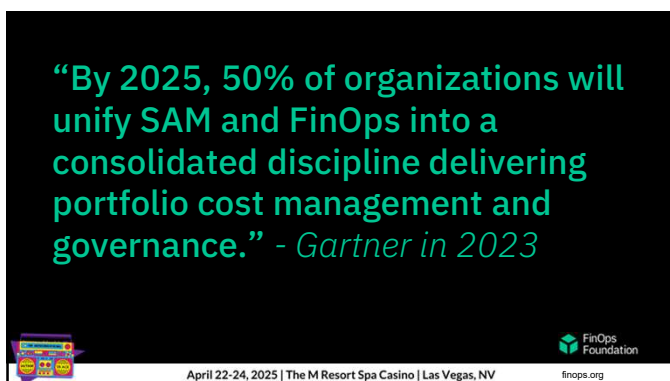 “By 2025, 50% of organizations will
unify SAM and FinOps into a
consolidated discipline delivering
portfolio cost management and
governance.” - Gartner in 2023
FinOps
Foundation
April 22-24, 2025 | The M Resort Spa Casino | Las Vegas, NV
finops.org